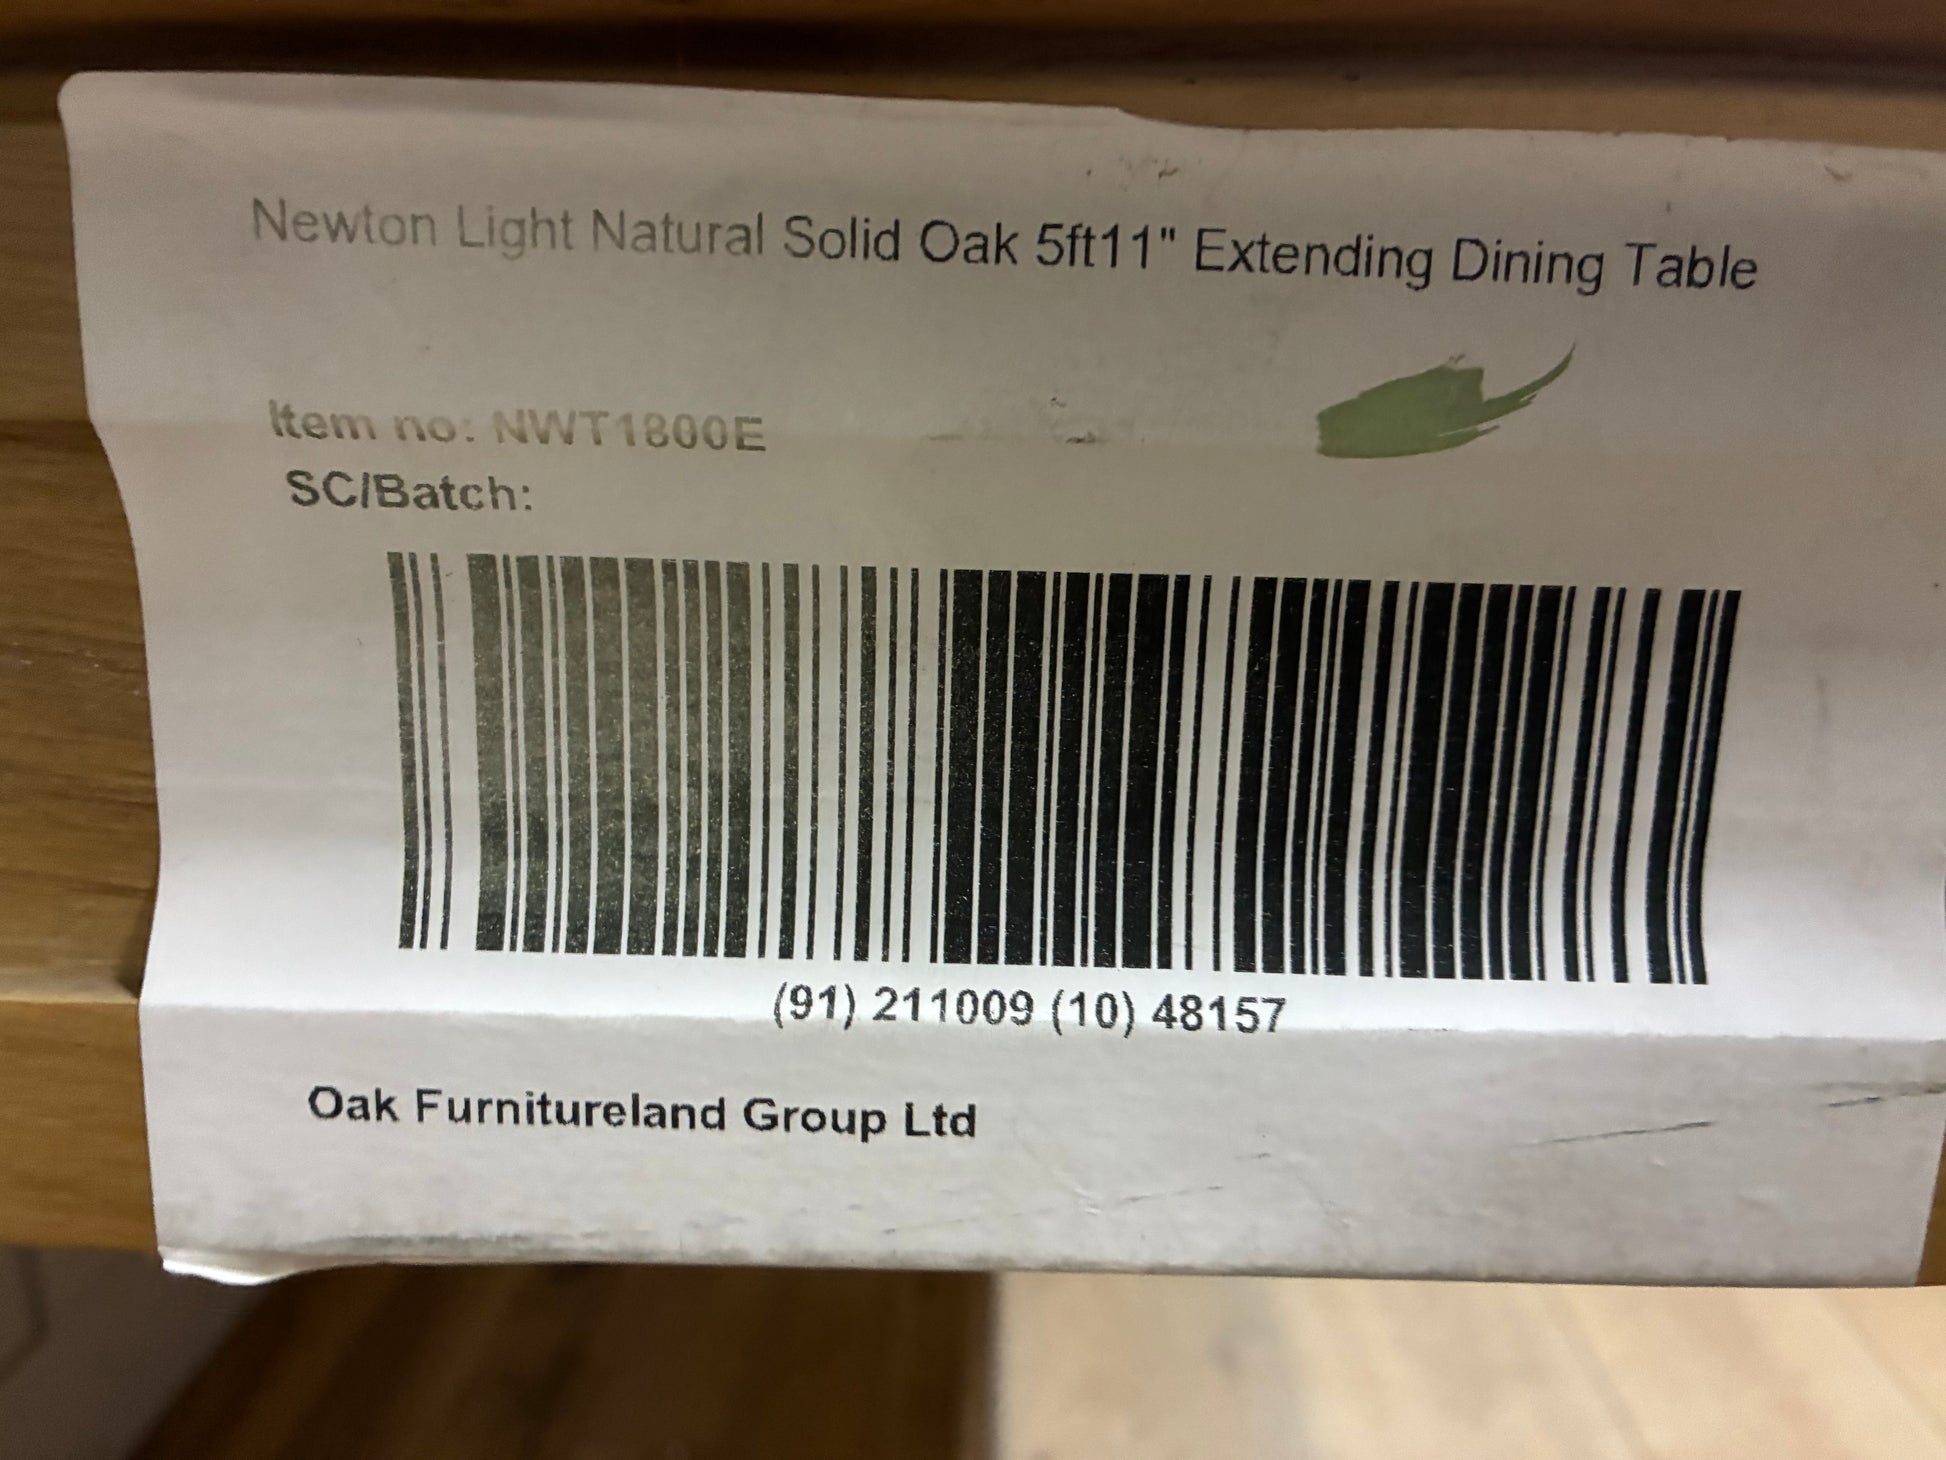 Newton Light Natural Solid Oak 5ft11" Extending Dining Table
Item no: NWT1800E
SC/Batch:
(91) 211009 (10) 48157
Oak Furnitureland Group Ltd